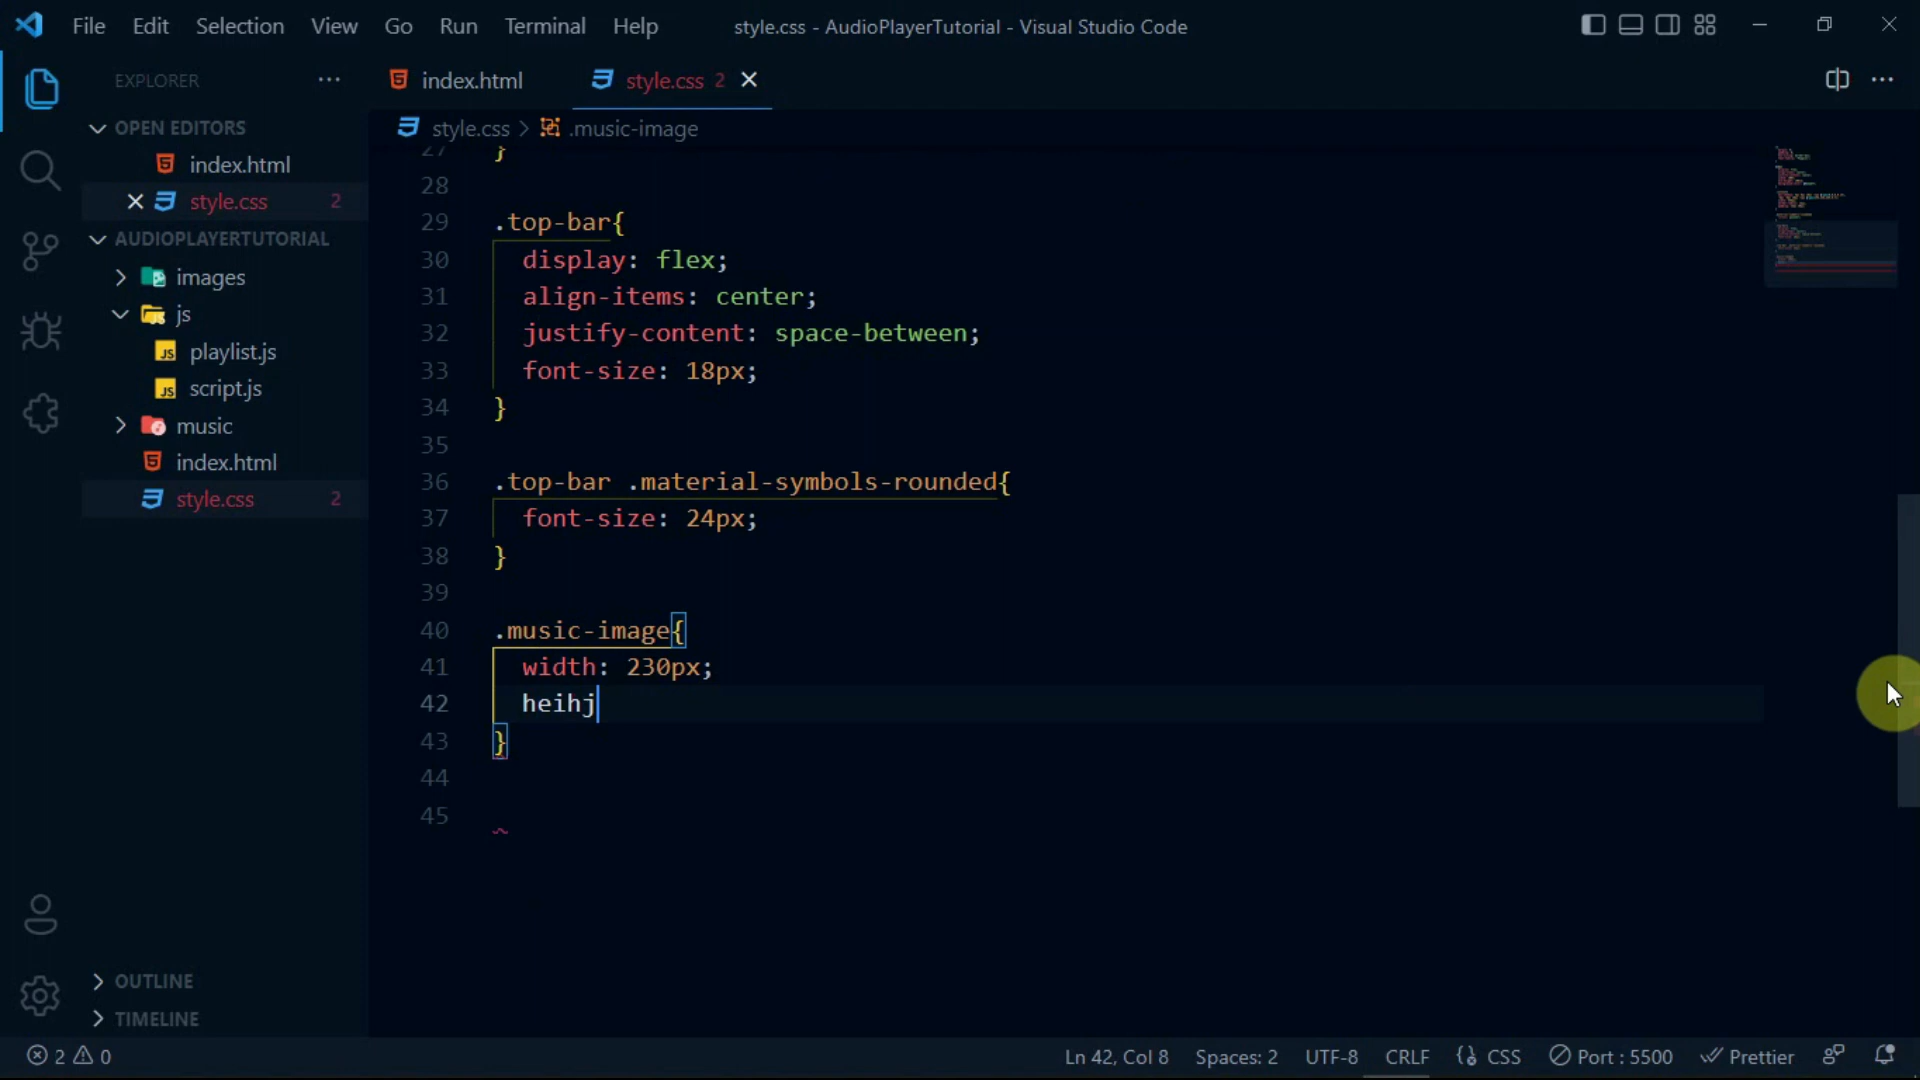 File Edit Selection View Go Run Terminal Help style.css - AudioPlayerTutorial - Visual Studio Code
EXPLORER
index.html style.css 2
OPEN EDITORS
index.html
style.css 2
AUDIOPLAYERTUTORIAL
images
js
playlist.js
script.js
music
index.html
style.css 2
OUTLINE
TIMELINE
style.css > .music-image
27 }
28
29 .top-bar{
30 display: flex;
31 align-items: center;
32 justify-content: space-between;
33 font-size: 18px;
34 }
35
36 .top-bar .material-symbols-rounded{
37 font-size: 24px;
38 }
39
40 .music-image{
41 width: 230px;
42 heihj
43 }
44
45
2 0 Ln 42, Col 8 Spaces: 2 UTF-8 CRLF CSS Port : 5500 Prettier